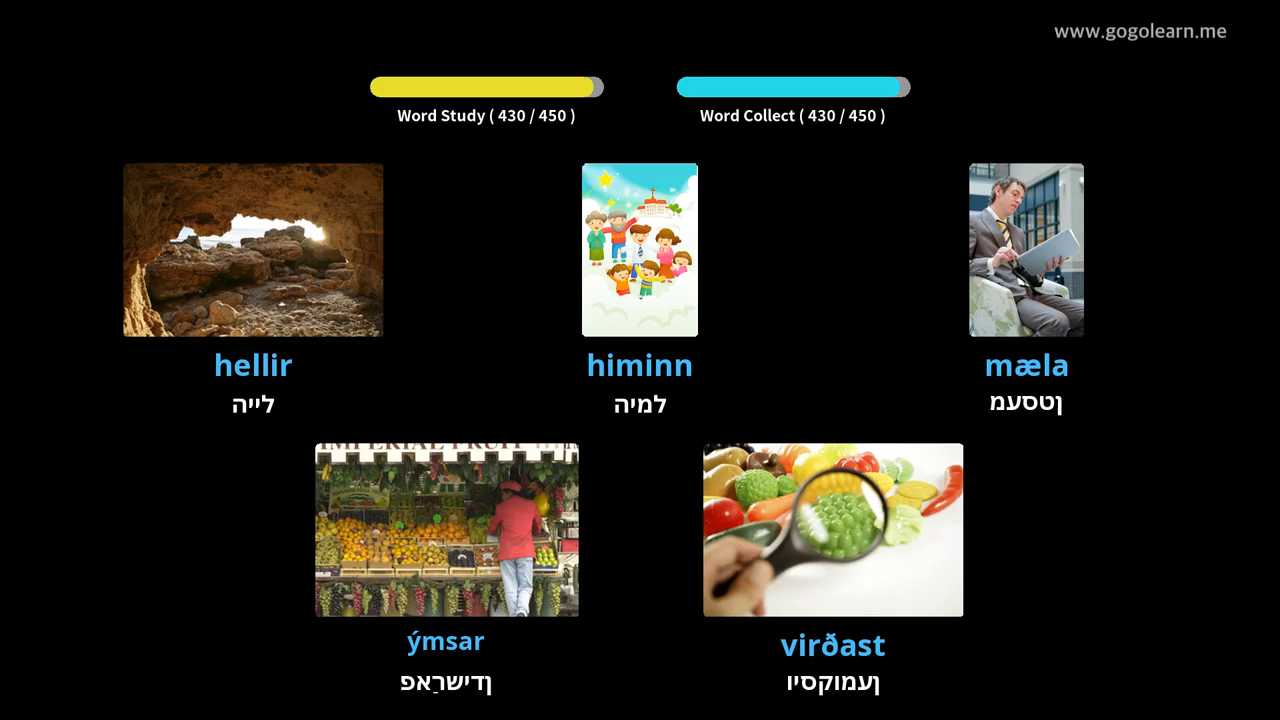 www.gogolearn.me
Word Study ( 430 / 450 )
Word Collect ( 430 / 450 )
hellir
himinn
mæla
לייה
למיה
ןטסעמ
ýmsar
virðast
ןדישרַאפ
ןעמוקסיו